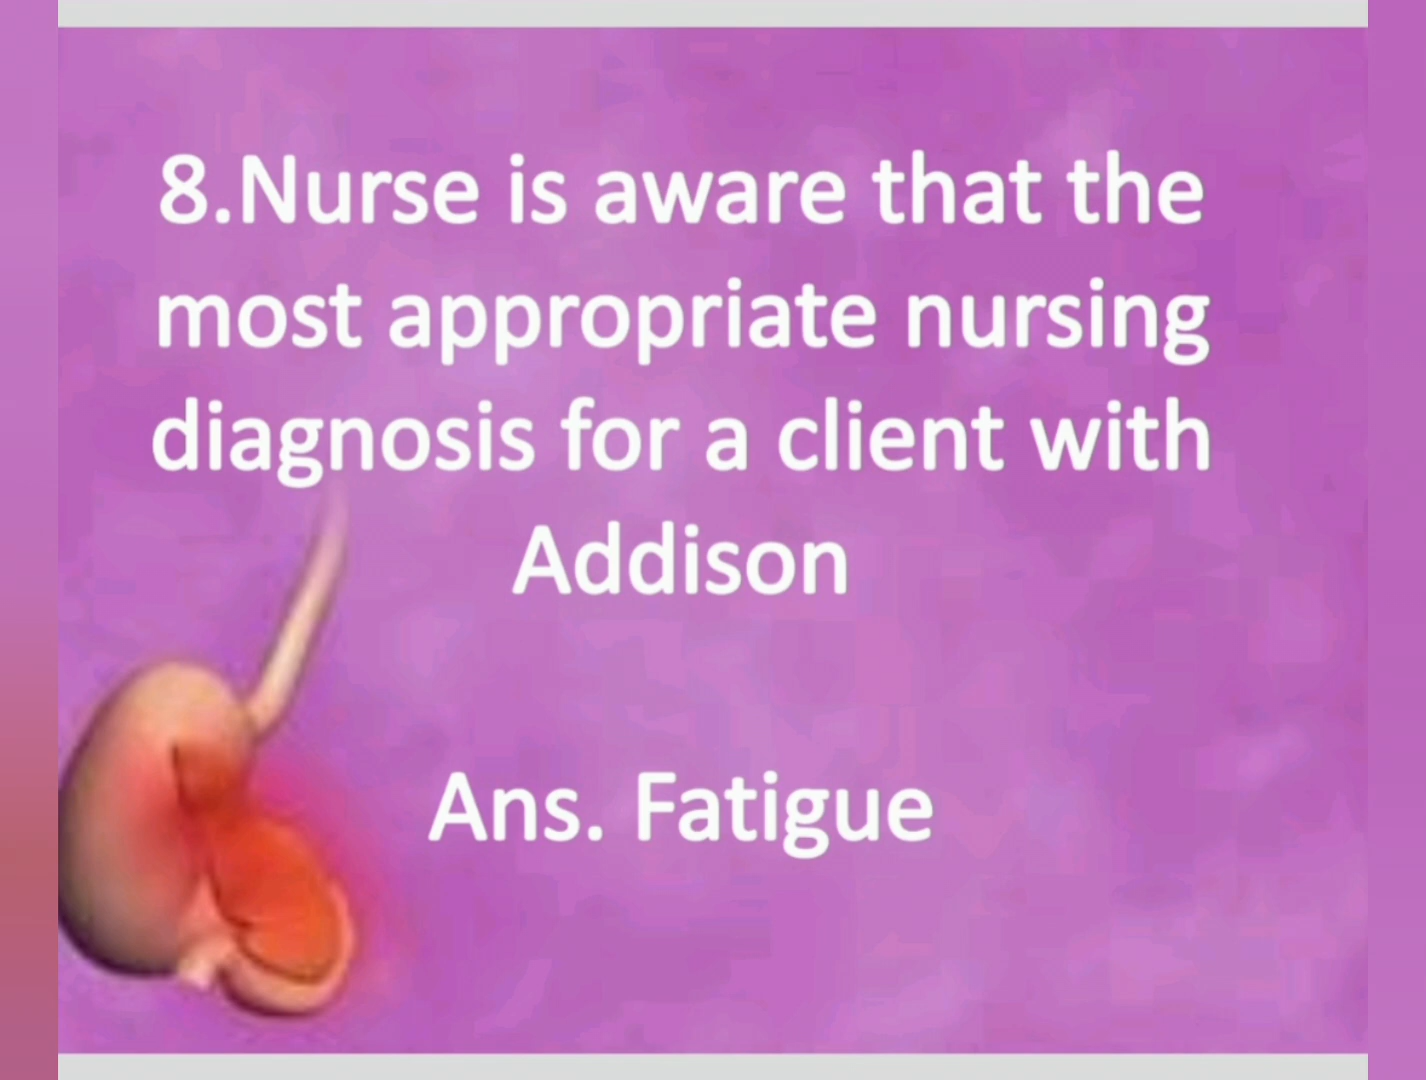 8.Nurse is aware that the
most appropriate nursing
diagnosis for a client with
Addison
Ans. Fatigue